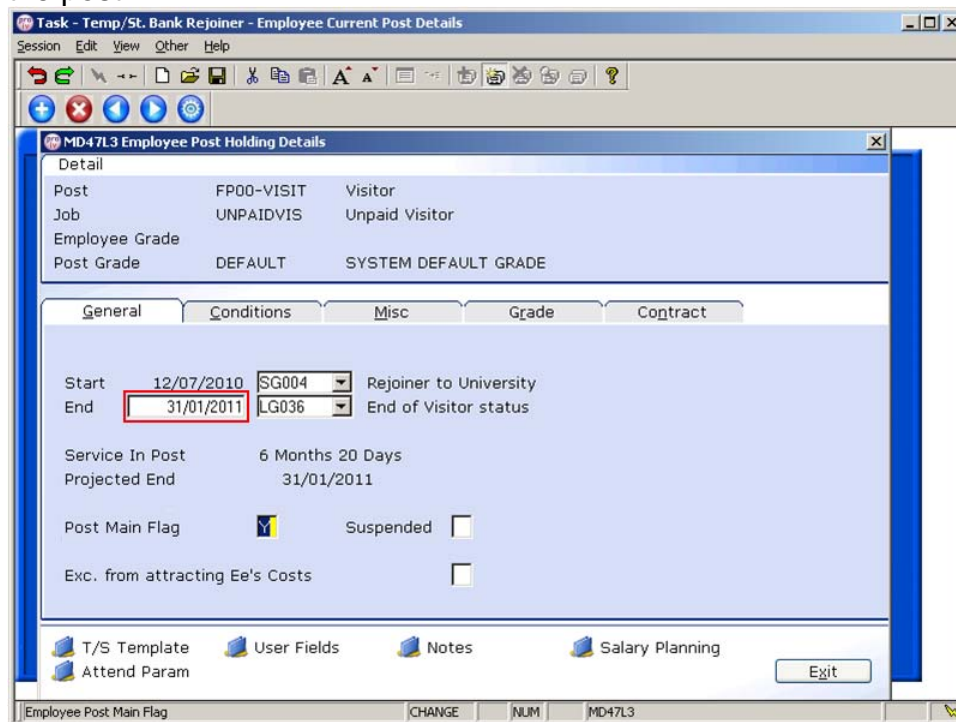 Task - Temp/St. Bank Rejoiner - Employee Current Post Details
Session Edit View Other Help
MD47L3 Employee Post Holding Details
Detail
Post FP00-VISIT Visitor
Job UNPAIDVIS Unpaid Visitor
Employee Grade
Post Grade DEFAULT SYSTEM DEFAULT GRADE
General Conditions Misc Grade Contract
Start 12/07/2010 SG004 Rejoiner to University
End 31/01/2011 LG036 End of Visitor status
Service In Post 6 Months 20 Days
Projected End 31/01/2011
Post Main Flag Y Suspended
Exc. from attracting Ee's Costs
T/S Template User Fields Notes Salary Planning
Attend Param Exit
Employee Post Main Flag CHANGE NUM MD47L3